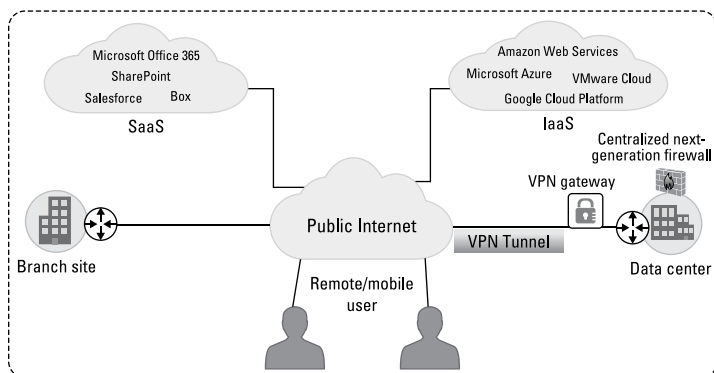 Microsoft Office 365
SharePoint
Salesforce Box
SaaS
Amazon Web Services
Microsoft Azure VMware Cloud
Google Cloud Platform
IaaS
Centralized next-
generation firewall
VPN gateway
Public Internet
VPN Tunnel
Branch site
Data center
Remote/mobile
user